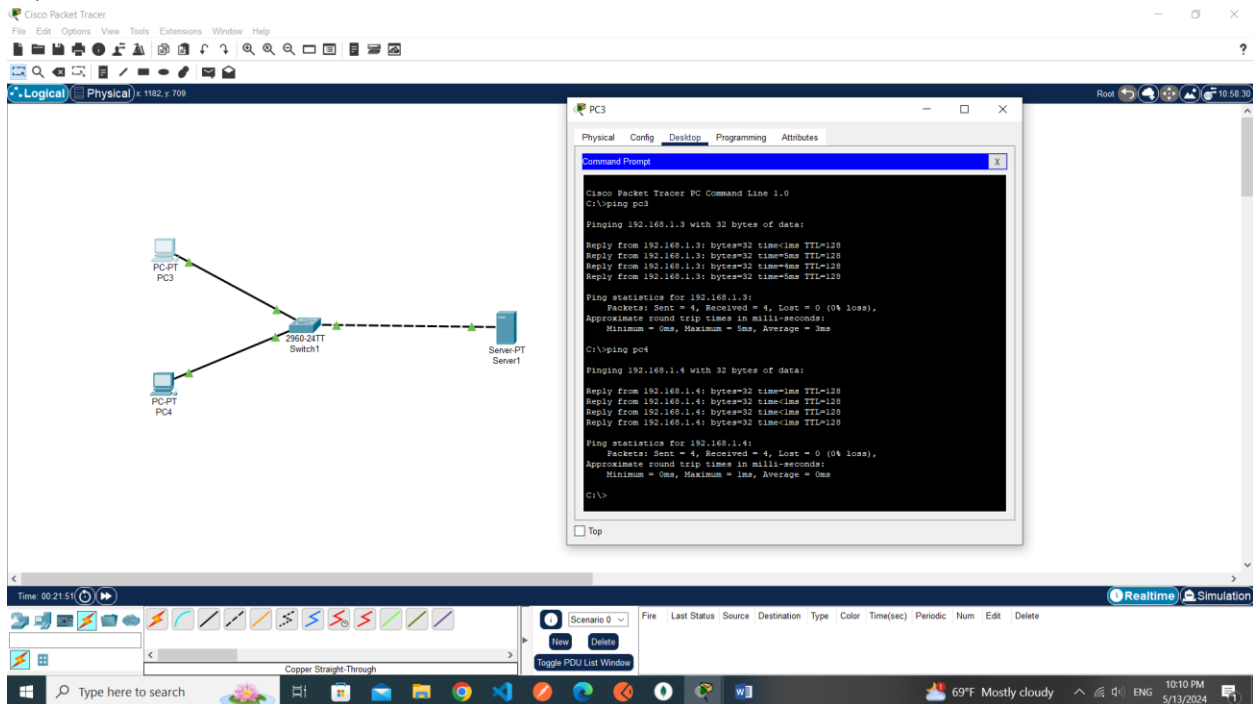 Cisco Packet Tracer
File Edit Options View Tools Extensions Window Help
?
Logical Physical x: 1182, y: 709
Root 10:58:30
PC-PT
PC3
2960-24TT
Switch1
Server-PT
Server1
PC-PT
PC4
PC3
Physical Config Desktop Programming Attributes
Command Prompt
X
Cisco Packet Tracer PC Command Line 1.0
C:\>ping pc3
Pinging 192.168.1.3 with 32 bytes of data:
Reply from 192.168.1.3: bytes=32 time<1ms TTL=128
Reply from 192.168.1.3: bytes=32 time=5ms TTL=128
Reply from 192.168.1.3: bytes=32 time=4ms TTL=128
Reply from 192.168.1.3: bytes=32 time=5ms TTL=128
Ping statistics for 192.168.1.3:
Packets: Sent = 4, Received = 4, Lost = 0 (0% loss),
Approximate round trip times in milli-seconds:
Minimum = 0ms, Maximum = 5ms, Average = 3ms
C:\>ping pc4
Pinging 192.168.1.4 with 32 bytes of data:
Reply from 192.168.1.4: bytes=32 time=1ms TTL=128
Reply from 192.168.1.4: bytes=32 time<1ms TTL=128
Reply from 192.168.1.4: bytes=32 time<1ms TTL=128
Reply from 192.168.1.4: bytes=32 time<1ms TTL=128
Ping statistics for 192.168.1.4:
Packets: Sent = 4, Received = 4, Lost = 0 (0% loss),
Approximate round trip times in milli-seconds:
Minimum = 0ms, Maximum = 1ms, Average = 0ms
C:\>
Top
Time: 00:21:51
Realtime Simulation
Scenario 0
New Delete
Toggle PDU List Window
Fire Last Status Source Destination Type Color Time(sec) Periodic Num Edit Delete
Copper Straight-Through
Type here to search
69°F Mostly cloudy
ENG
10:10 PM
5/13/2024